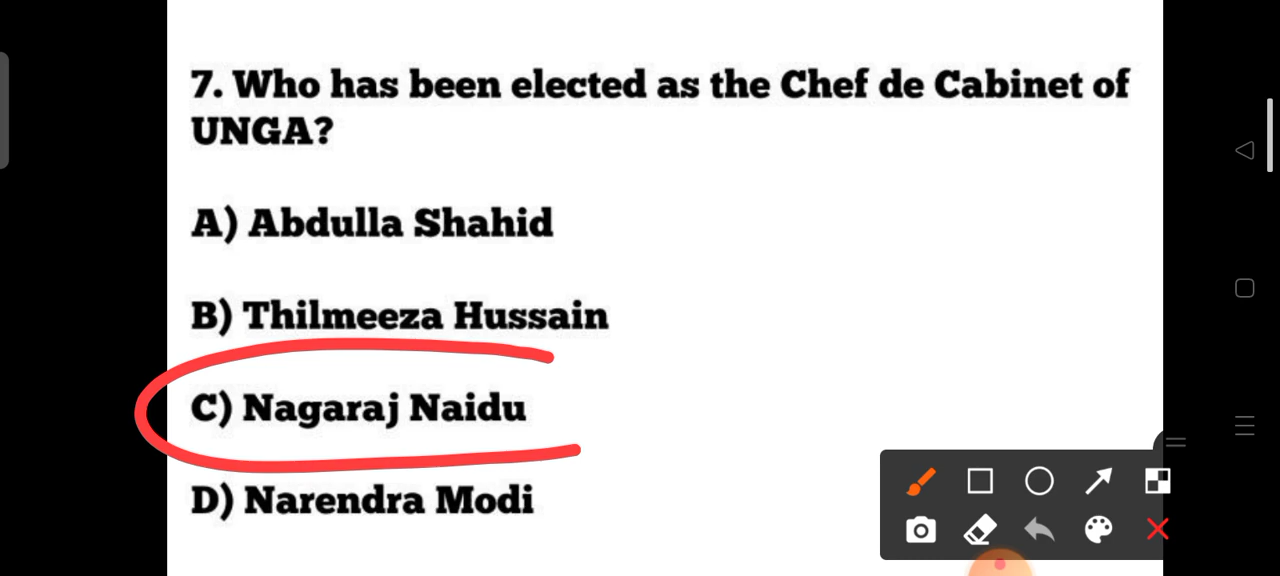 7. Who has been elected as the Chef de Cabinet of
UNGA?
A) Abdulla Shahid
B) Thilmeeza Hussain
C) Nagaraj Naidu
D) Narendra Modi